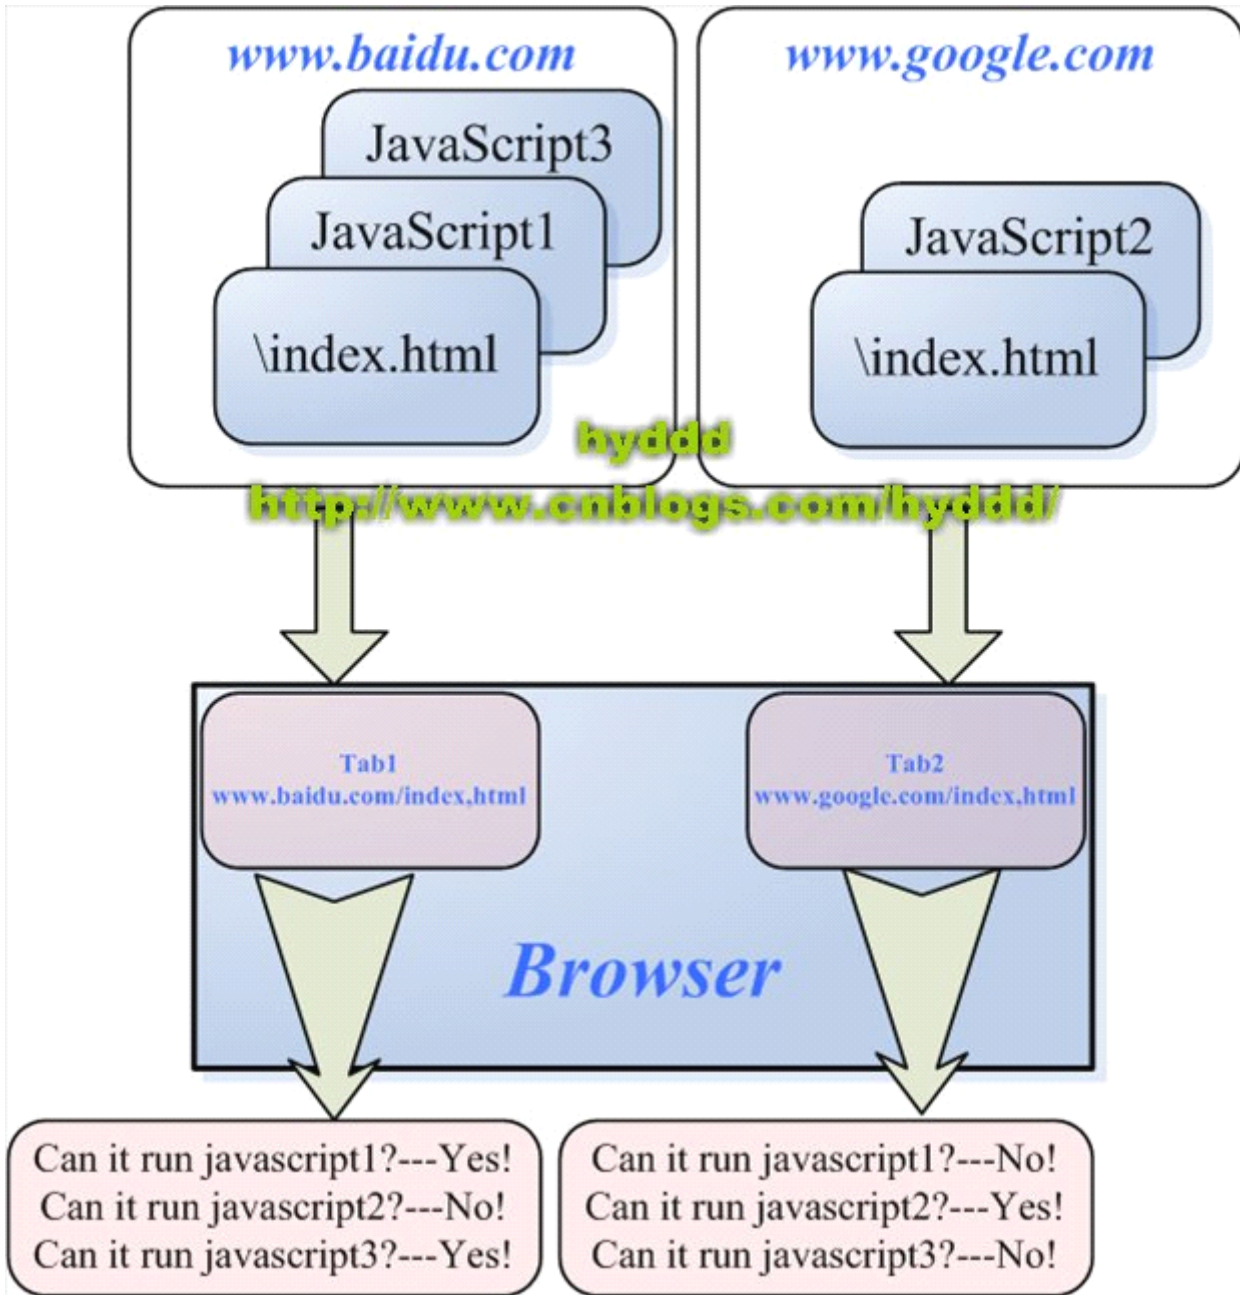 www.baidu.com
JavaScript3
JavaScript1
\index.html
www.google.com
JavaScript2
\index.html
hyddd
http://www.cnblogs.com/hyddd/
Tab1
www.baidu.com/index,html
Tab2
www.google.com/index,html
Browser
Can it run javascript1?---Yes!
Can it run javascript2?---No!
Can it run javascript3?---Yes!
Can it run javascript1?---No!
Can it run javascript2?---Yes!
Can it run javascript3?---No!